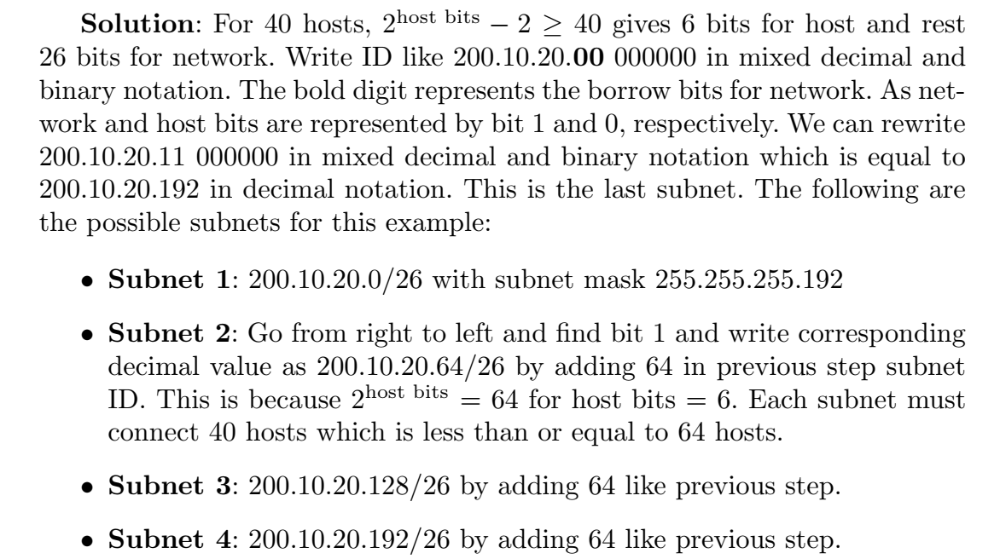 Solution: For 40 hosts, 2^host bits − 2 ≥ 40 gives 6 bits for host and rest
26 bits for network. Write ID like 200.10.20.00 000000 in mixed decimal and
binary notation. The bold digit represents the borrow bits for network. As net-
work and host bits are represented by bit 1 and 0, respectively. We can rewrite
200.10.20.11 000000 in mixed decimal and binary notation which is equal to
200.10.20.192 in decimal notation. This is the last subnet. The following are
the possible subnets for this example:
• Subnet 1: 200.10.20.0/26 with subnet mask 255.255.255.192
• Subnet 2: Go from right to left and find bit 1 and write corresponding
decimal value as 200.10.20.64/26 by adding 64 in previous step subnet
ID. This is because 2^host bits = 64 for host bits = 6. Each subnet must
connect 40 hosts which is less than or equal to 64 hosts.
• Subnet 3: 200.10.20.128/26 by adding 64 like previous step.
• Subnet 4: 200.10.20.192/26 by adding 64 like previous step.